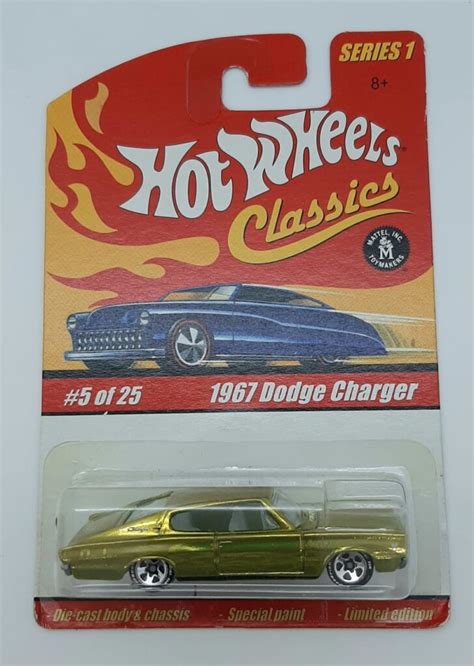 SERIES 1
8+
Hot Wheels
Classics
MATTEL, INC.
M
TOYMAKERS
#5 of 25
1967 Dodge Charger
Charger
Die-cast body & chassis - Special paint - Limited edition